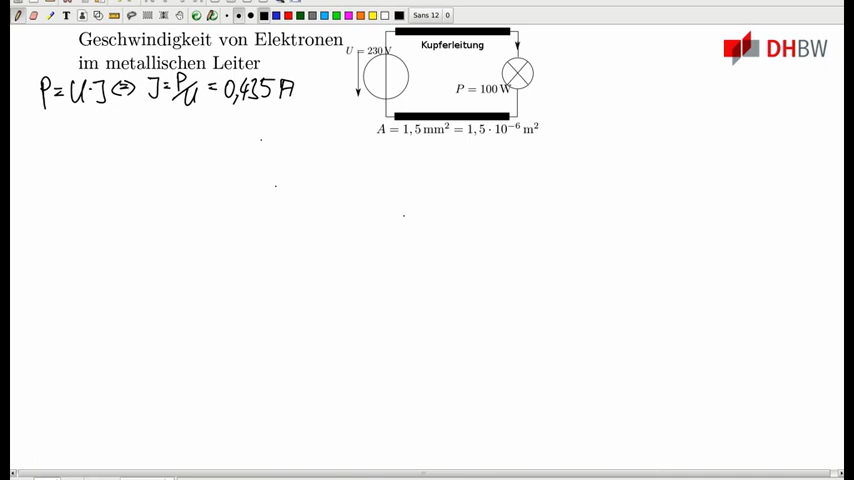 Sans 12 0
Geschwindigkeit von Elektronen
im metallischen Leiter
P = U·I ⇔ I = P/U = 0,435 A
U = 230 V
Kupferleitung
P = 100 W
A = 1,5 mm² = 1,5 · 10⁻⁶ m²
DHBW